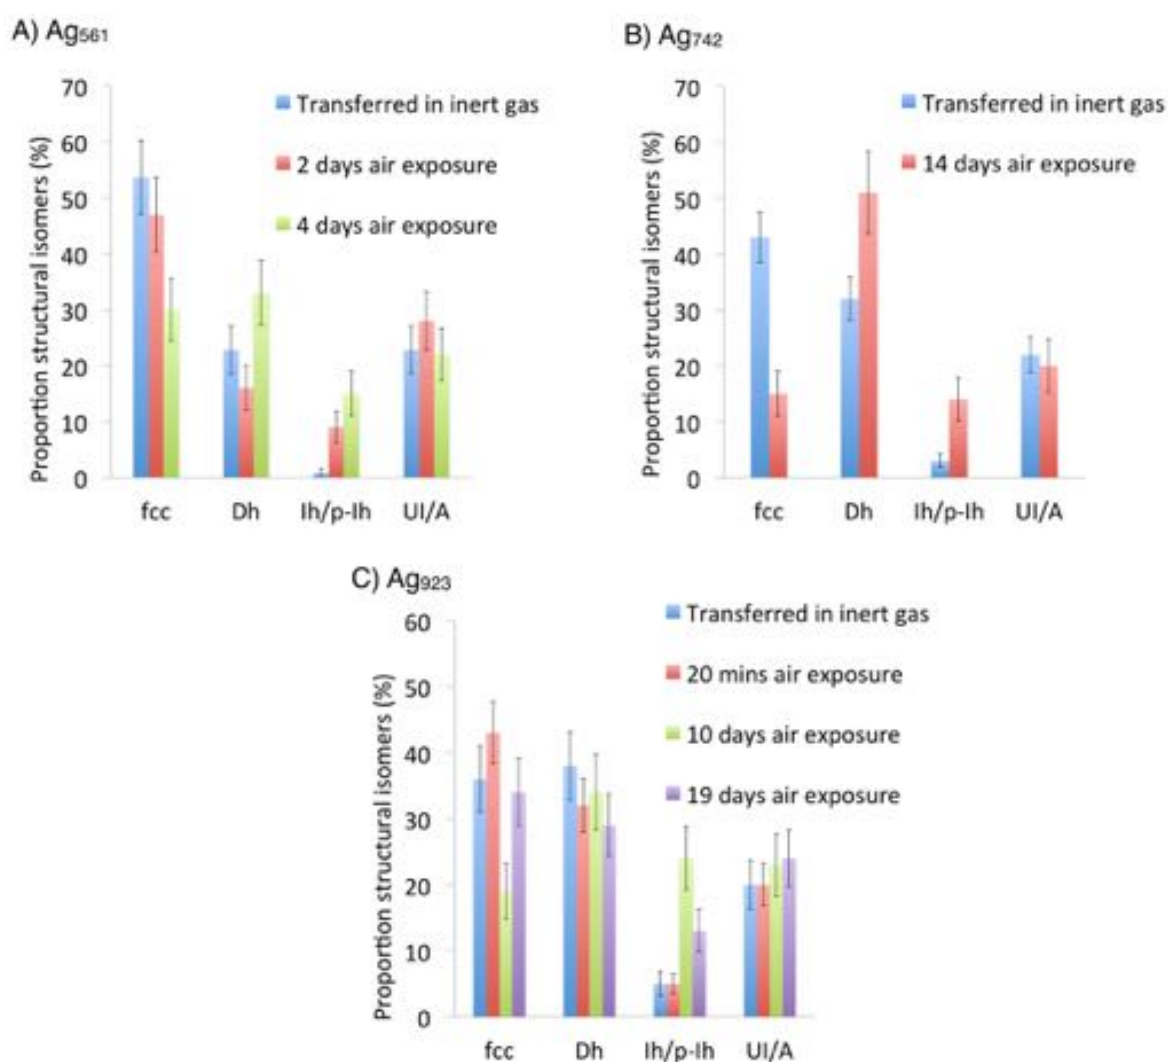 A) Ag561
Proportion structural isomers (%)
70
60
50
40
30
20
10
0
fcc Dh Ih/p-Ih UI/A
Transferred in inert gas
2 days air exposure
4 days air exposure
B) Ag742
Proportion structural isomers (%)
70
60
50
40
30
20
10
0
fcc Dh Ih/p-Ih UI/A
Transferred in inert gas
14 days air exposure
C) Ag923
Proportion structural isomers (%)
60
50
40
30
20
10
0
fcc Dh Ih/p-Ih UI/A
Transferred in inert gas
20 mins air exposure
10 days air exposure
19 days air exposure